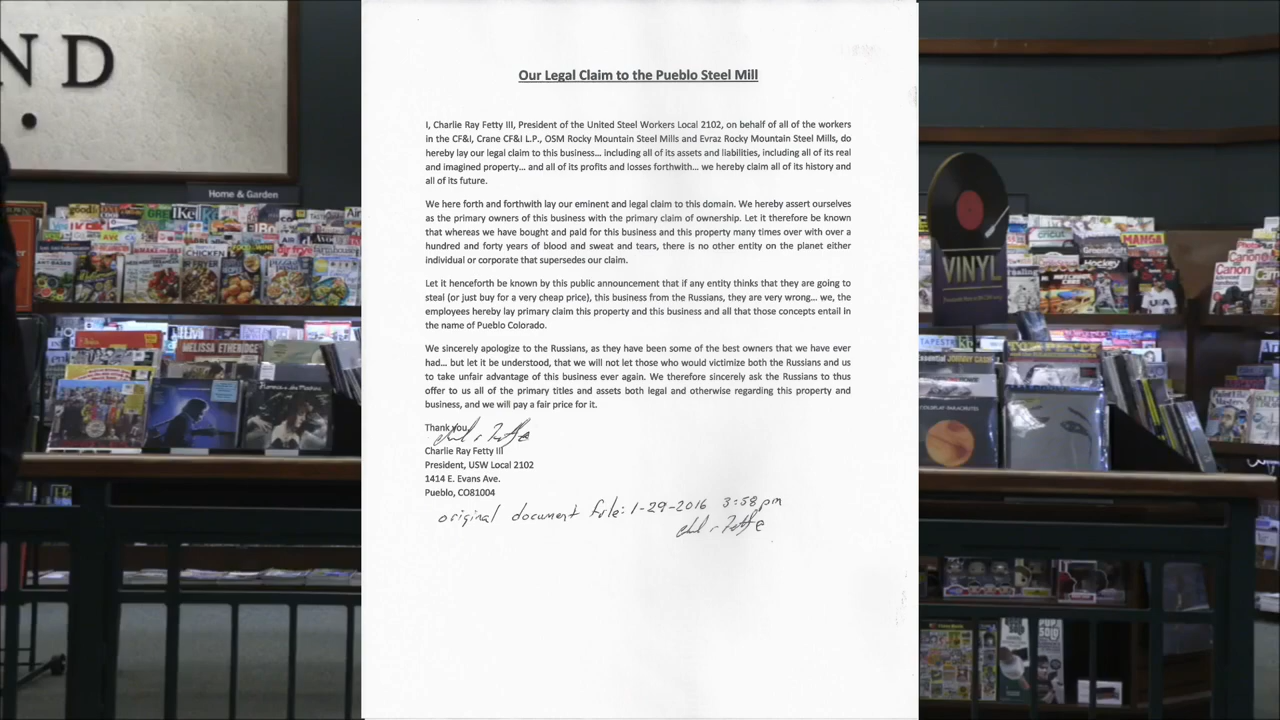 ND
Home & Garden
Our Legal Claim to the Pueblo Steel Mill
I, Charlie Ray Fetty III, President of the United Steel Workers Local 2102, on behalf of all of the workers
in the CF&I, Crane CF&I L.P., OSM Rocky Mountain Steel Mills and Evraz Rocky Mountain Steel Mills, do
hereby lay our legal claim to this business... including all of its assets and liabilities, including all of its real
and imagined property... and all of its profits and losses forthwith... we hereby claim all of its history and
all of its future.
We here forth and forthwith lay our eminent and legal claim to this domain. We hereby assert ourselves
as the primary owners of this business with the primary claim of ownership. Let it therefore be known
that whereas we have bought and paid for this business and this property many times over with over a
hundred and forty years of blood and sweat and tears, there is no other entity on the planet either
individual or corporate that supersedes our claim.
Let it henceforth be known by this public announcement that if any entity thinks that they are going to
steal (or just buy for a very cheap price), this business from the Russians, they are very wrong... we, the
employees hereby lay primary claim this property and this business and all that those concepts entail in
the name of Pueblo Colorado.
We sincerely apologize to the Russians, as they have been some of the best owners that we have ever
had... but let it be understood, that we will not let those who would victimize both the Russians and us
to take unfair advantage of this business ever again. We therefore sincerely ask the Russians to thus
offer to us all of the primary titles and assets both legal and otherwise regarding this property and
business, and we will pay a fair price for it.
Thank you,
Charlie Ray Fetty III
President, USW Local 2102
1414 E. Evans Ave.
Pueblo, CO81004
original document file: 1-29-2016 3:58 pm
VINYL
MANGA
Hockey
Canon
Canon
USA
CHICKEN
MELISSA ETHERIDGE
TOM PETTY
COLDPLAY PARACHUTES